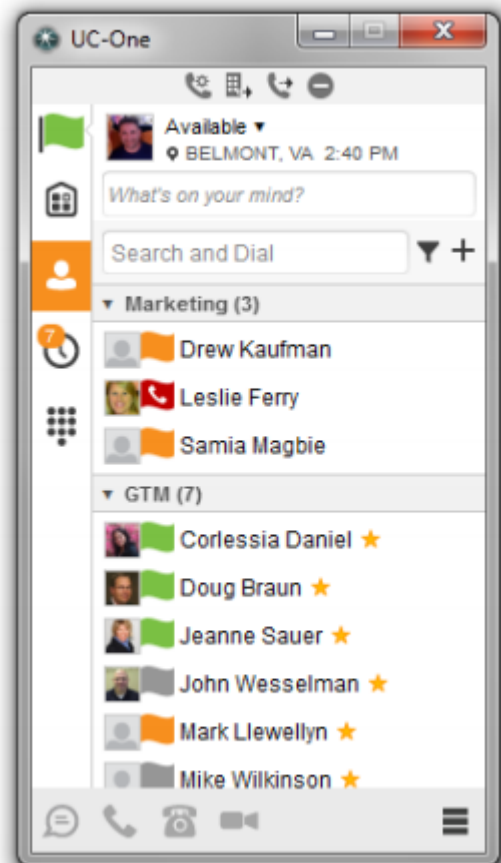 UC-One
Available
BELMONT, VA 2:40 PM
What's on your mind?
Search and Dial
Marketing (3)
7
Drew Kaufman
Leslie Ferry
Samia Magbie
GTM (7)
Corlessia Daniel
Doug Braun
Jeanne Sauer
John Wesselman
Mark Llewellyn
Mike Wilkinson